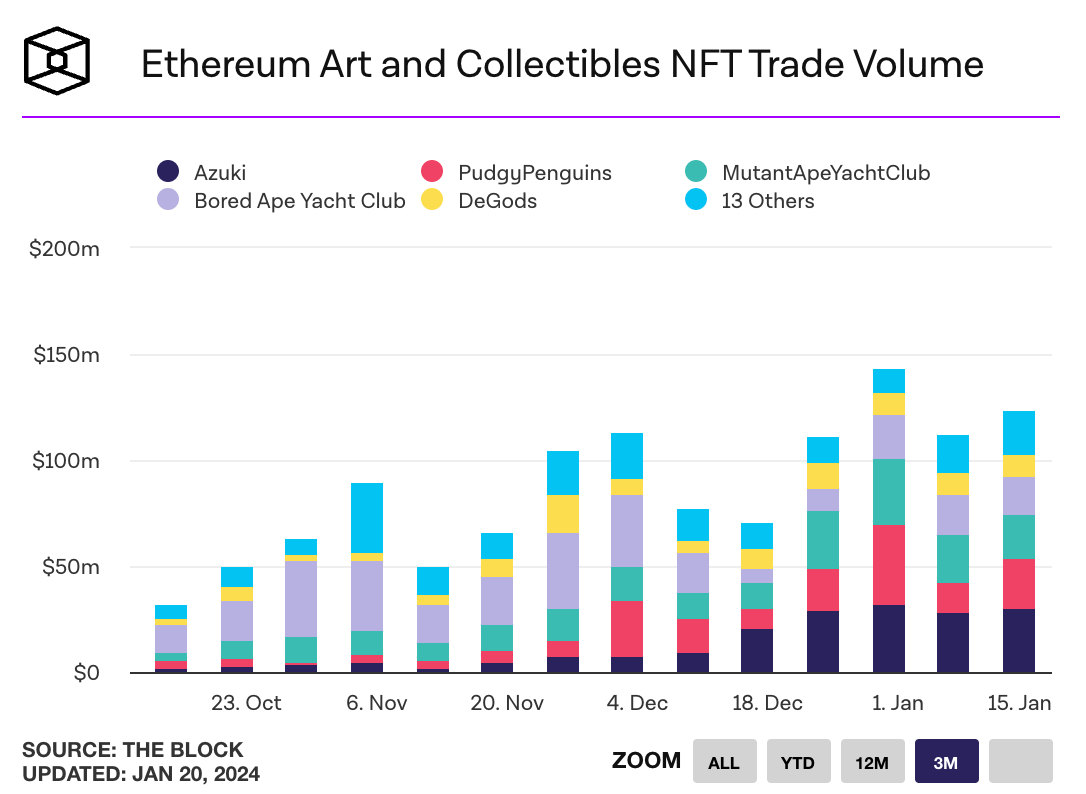 Ethereum Art and Collectibles NFT Trade Volume
Azuki
PudgyPenguins
MutantApeYachtClub
Bored Ape Yacht Club
DeGods
13 Others
$200m
$150m
$100m
$50m
$0
23. Oct
6. Nov
20. Nov
4. Dec
18. Dec
1. Jan
15. Jan
SOURCE: THE BLOCK
UPDATED: JAN 20, 2024
ZOOM
ALL
YTD
12M
3M